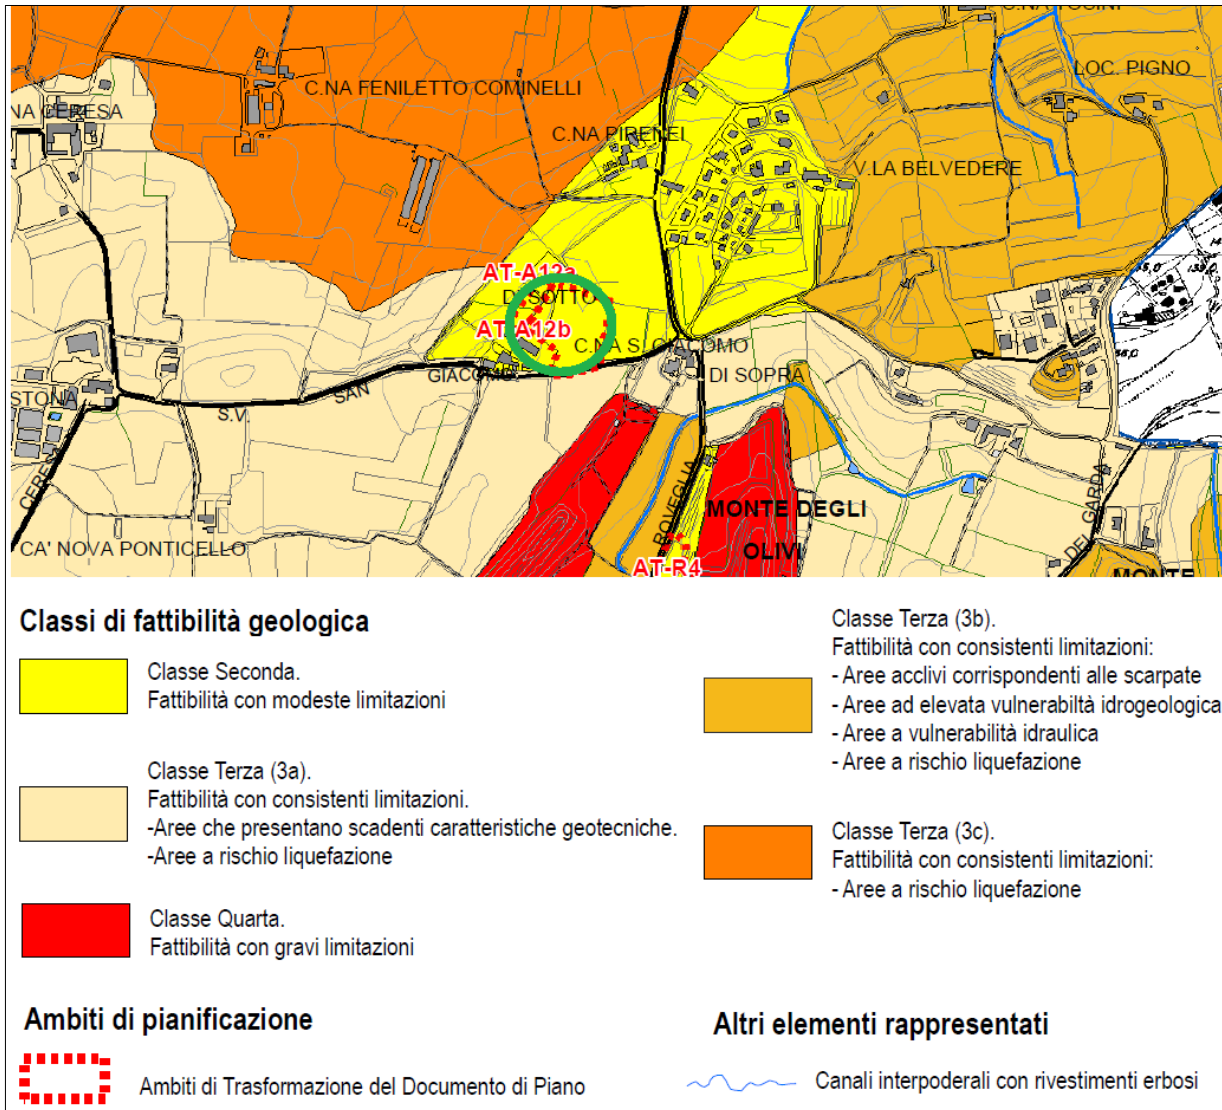 C.NA TOSINI
LOC. PIGNO
C.NA FENILETTO COMINELLI
NA CERESA
C.NA PIRENEI
V.LA BELVEDERE
AT-A12a
DI SOTTO
AT-A12b
C.NA S. GIACOMO
DI SOPRA
GIACOMO
SAN
S.V.
STONA
CERES
CA' NOVA PONTICELLO
ROVEGLIA
MONTE DEGLI
OLIVI
AT-R4
DEL GARDA
MONTE
Classi di fattibilità geologica
Classe Seconda.
Fattibilità con modeste limitazioni
Classe Terza (3a).
Fattibilità con consistenti limitazioni.
-Aree che presentano scadenti caratteristiche geotecniche.
-Aree a rischio liquefazione
Classe Quarta.
Fattibilità con gravi limitazioni
Classe Terza (3b).
Fattibilità con consistenti limitazioni:
- Aree acclivi corrispondenti alle scarpate
- Aree ad elevata vulnerabiltà idrogeologica
- Aree a vulnerabilità idraulica
- Aree a rischio liquefazione
Classe Terza (3c).
Fattibilità con consistenti limitazioni:
- Aree a rischio liquefazione
Ambiti di pianificazione
Ambiti di Trasformazione del Documento di Piano
Altri elementi rappresentati
Canali interpoderali con rivestimenti erbosi